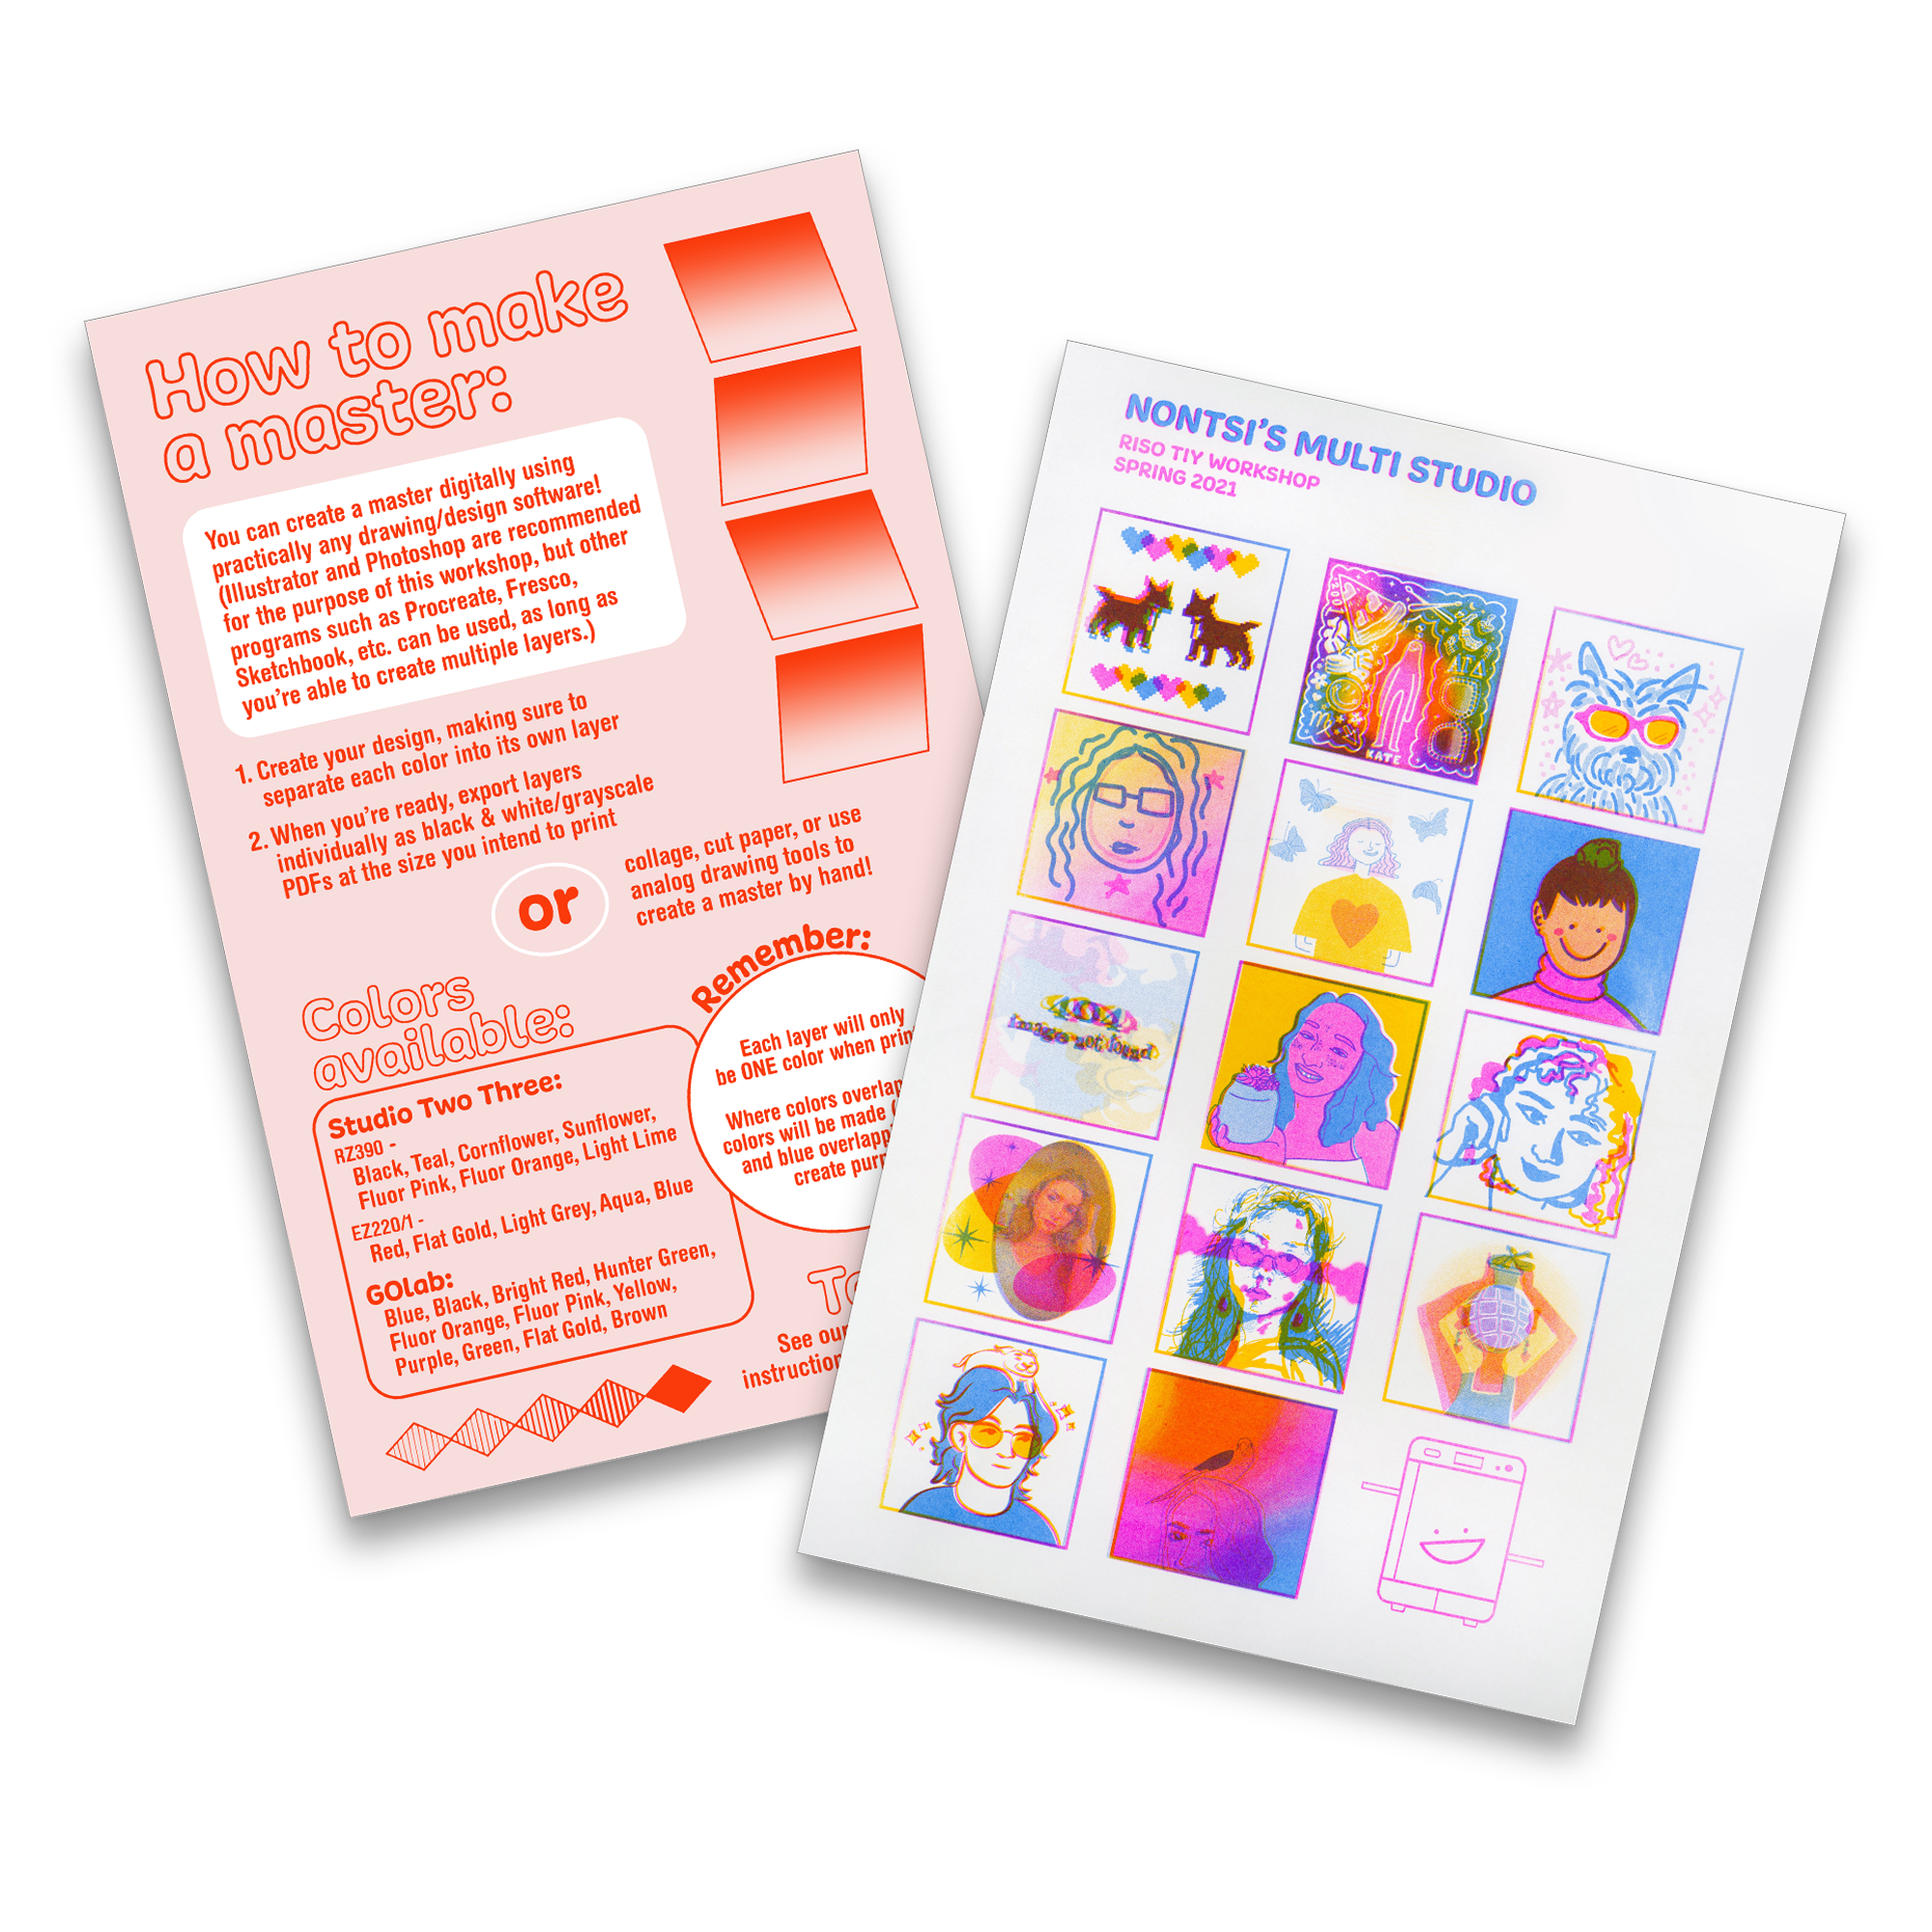 How to make
a master:
You can create a master digitally using
practically any drawing/design software!
(Illustrator and Photoshop are recommended
for the purpose of this workshop, but other
programs such as Procreate, Fresco,
Sketchbook, etc. can be used, as long as
you're able to create multiple layers.)
1. Create your design, making sure to
separate each color into its own layer
2. When you're ready, export layers
individually as black & white/grayscale
PDFs at the size you intend to print
or
collage, cut paper, or use
analog drawing tools to
create a master by hand!
Colors
available:
Studio Two Three:
RZ390 -
Black, Teal, Cornflower, Sunflower,
Fluor Pink, Fluor Orange, Light Lime
EZ220/1 -
Red, Flat Gold, Light Grey, Aqua, Blue
GOlab:
Blue, Black, Bright Red, Hunter Green,
Fluor Orange, Fluor Pink, Yellow,
Purple, Green, Flat Gold, Brown
Remember:
Each layer will only
be ONE color when prin
Where colors overlap
colors will be made
and blue overlapp
create pur
See our
instruction
NONTSI'S MULTI STUDIO
RISO TIY WORKSHOP
SPRING 2021
KATE
404
Images not found